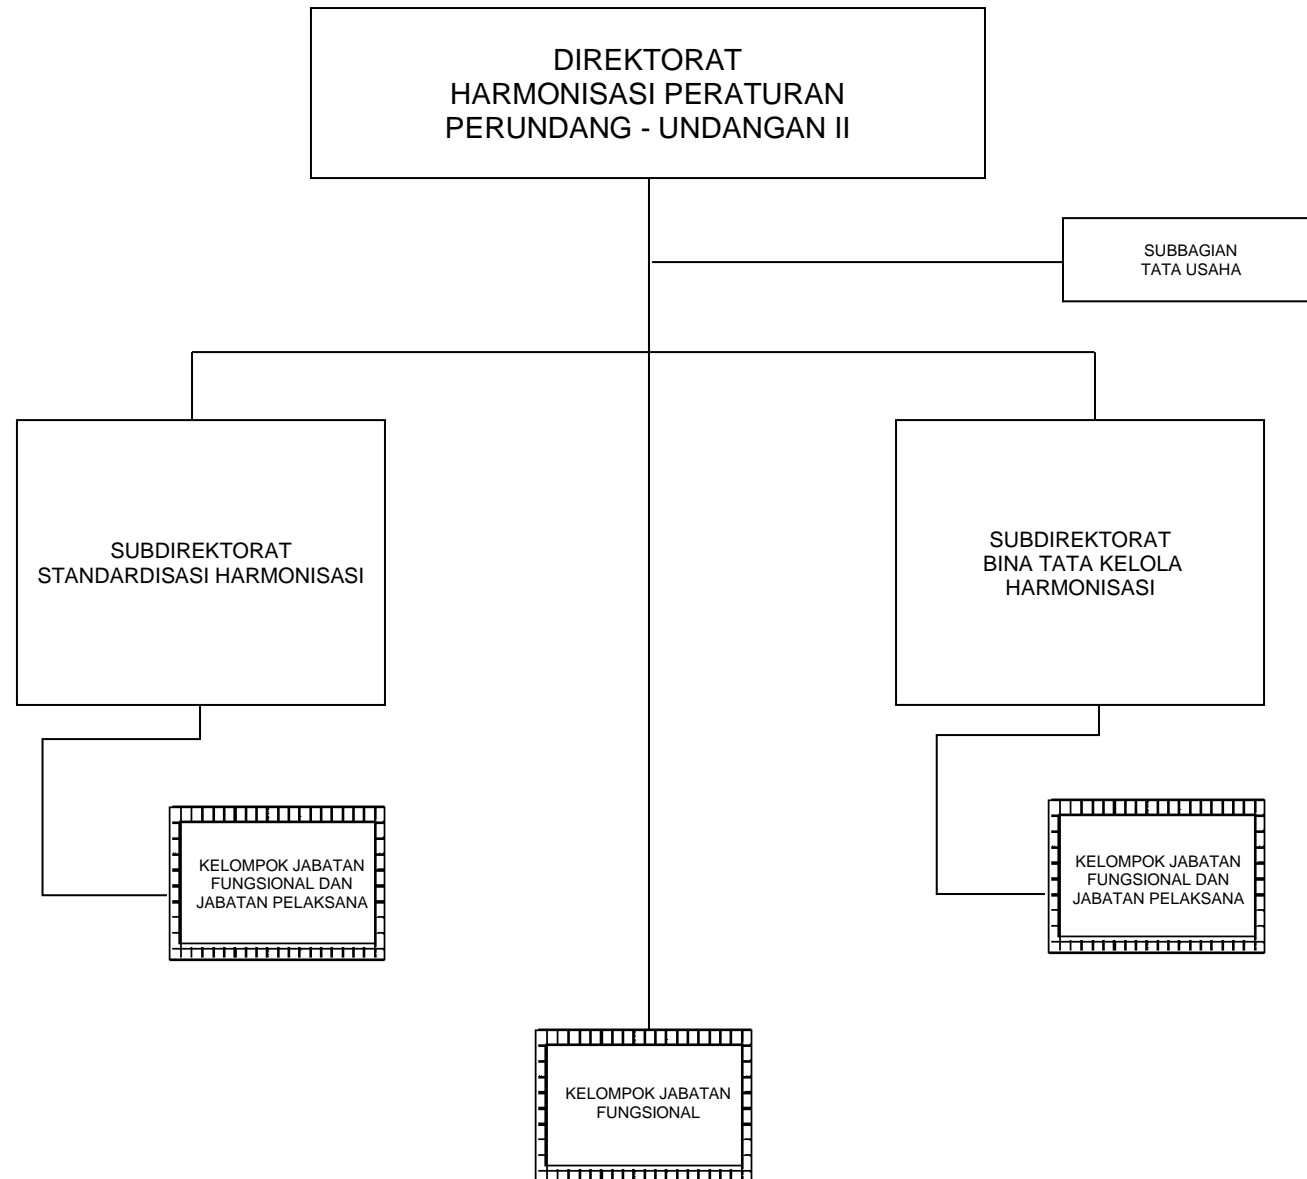 DIREKTORAT
HARMONISASI PERATURAN
PERUNDANG - UNDANGAN II
SUBBAGIAN
TATA USAHA
SUBDIREKTORAT
STANDARDISASI HARMONISASI
SUBDIREKTORAT
BINA TATA KELOLA
HARMONISASI
KELOMPOK JABATAN
FUNGSIONAL DAN
JABATAN PELAKSANA
KELOMPOK JABATAN
FUNGSIONAL DAN
JABATAN PELAKSANA
KELOMPOK JABATAN
FUNGSIONAL